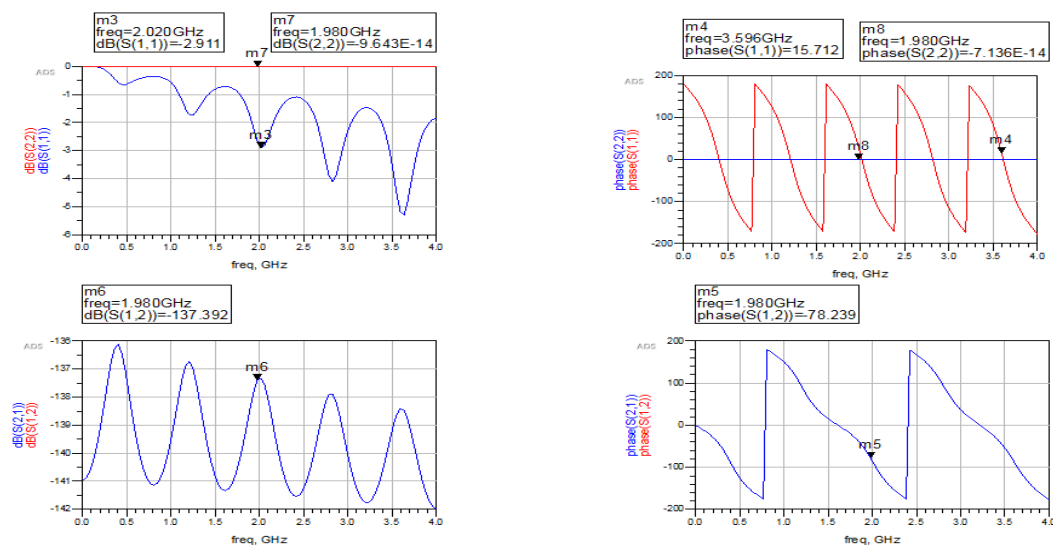 m3
freq=2.020GHz
dB(S(1,1))=-2.911
m7
freq=1.980GHz
dB(S(2,2))=-9.643E-14
ADS
m7
m3
0
-1
-2
-3
-4
-5
-6
dB(S(2,2))
dB(S(1,1))
0.0 0.5 1.0 1.5 2.0 2.5 3.0 3.5 4.0
freq, GHz
m4
freq=3.596GHz
phase(S(1,1))=15.712
m8
freq=1.980GHz
phase(S(2,2))=-7.136E-14
ADS
m8
m4
200
100
0
-100
-200
phase(S(2,2))
phase(S(1,1))
0.0 0.5 1.0 1.5 2.0 2.5 3.0 3.5 4.0
freq, GHz
m6
freq=1.980GHz
dB(S(1,2))=-137.392
ADS
m6
-136
-137
-138
-139
-140
-141
-142
dB(S(2,1))
dB(S(1,2))
0.0 0.5 1.0 1.5 2.0 2.5 3.0 3.5 4.0
freq, GHz
m5
freq=1.980GHz
phase(S(1,2))=-78.239
ADS
m5
200
100
0
-100
-200
phase(S(2,1))
phase(S(1,2))
0.0 0.5 1.0 1.5 2.0 2.5 3.0 3.5 4.0
freq, GHz